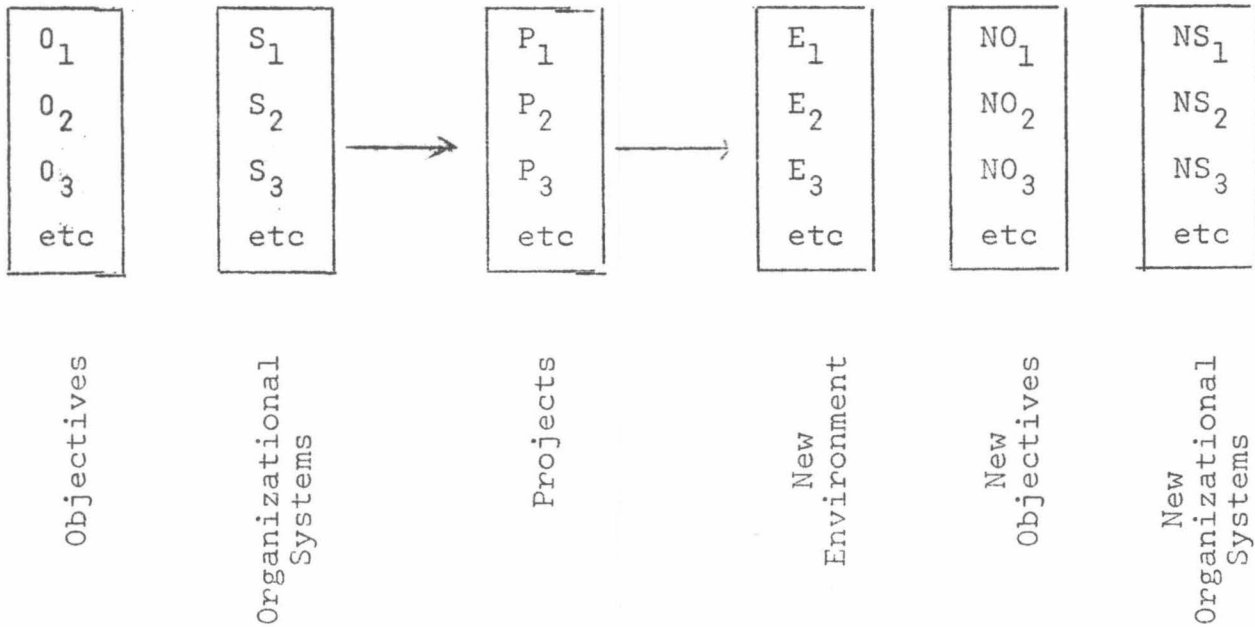 O₁
O₂
O₃
etc
S₁
S₂
S₃
etc
P₁
P₂
P₃
etc
E₁
E₂
E₃
etc
NO₁
NO₂
NO₃
etc
NS₁
NS₂
NS₃
etc
Objectives
Organizational
Systems
Projects
New
Environment
New
Objectives
New
Organizational
Systems